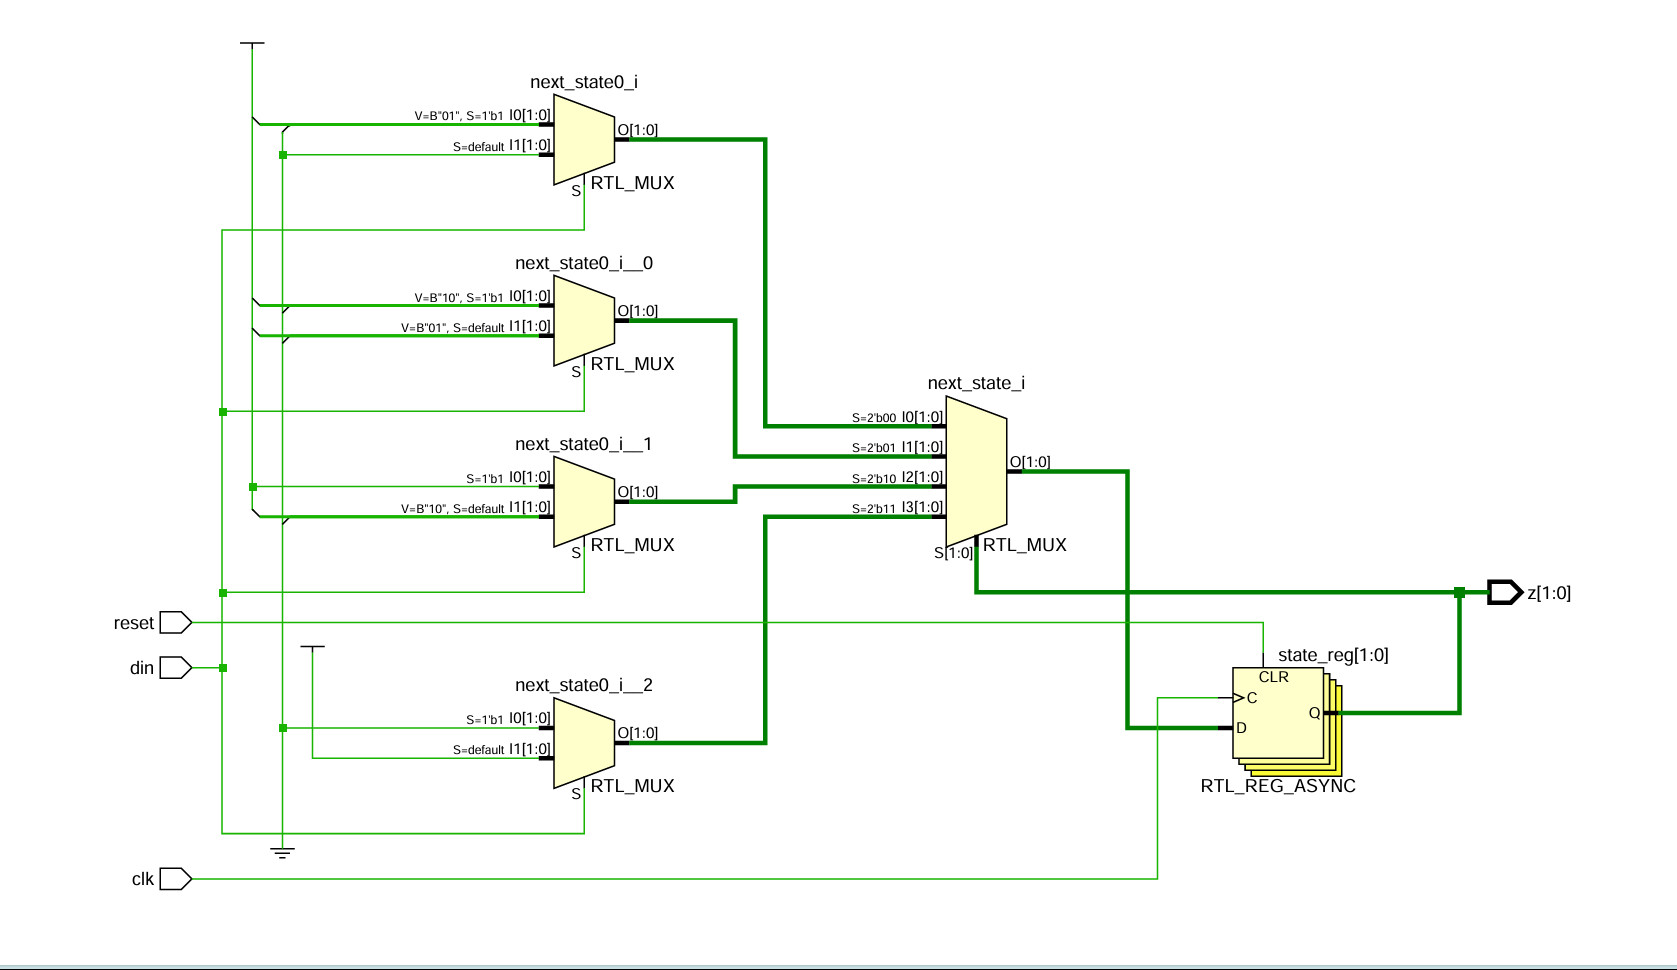 next_state0_i
V=B"01", S=1'b1 I0[1:0]
O[1:0]
S=default I1[1:0]
S
RTL_MUX
next_state0_i__0
V=B"10", S=1'b1 I0[1:0]
O[1:0]
V=B"01", S=default I1[1:0]
S
RTL_MUX
next_state0_i__1
S=1'b1 I0[1:0]
O[1:0]
V=B"10", S=default I1[1:0]
S
RTL_MUX
next_state_i
S=2'b00 I0[1:0]
S=2'b01 I1[1:0]
O[1:0]
S=2'b10 I2[1:0]
S=2'b11 I3[1:0]
S[1:0]
RTL_MUX
z[1:0]
reset
din
next_state0_i__2
S=1'b1 I0[1:0]
O[1:0]
S=default I1[1:0]
S
RTL_MUX
state_reg[1:0]
CLR
C
Q
D
RTL_REG_ASYNC
clk